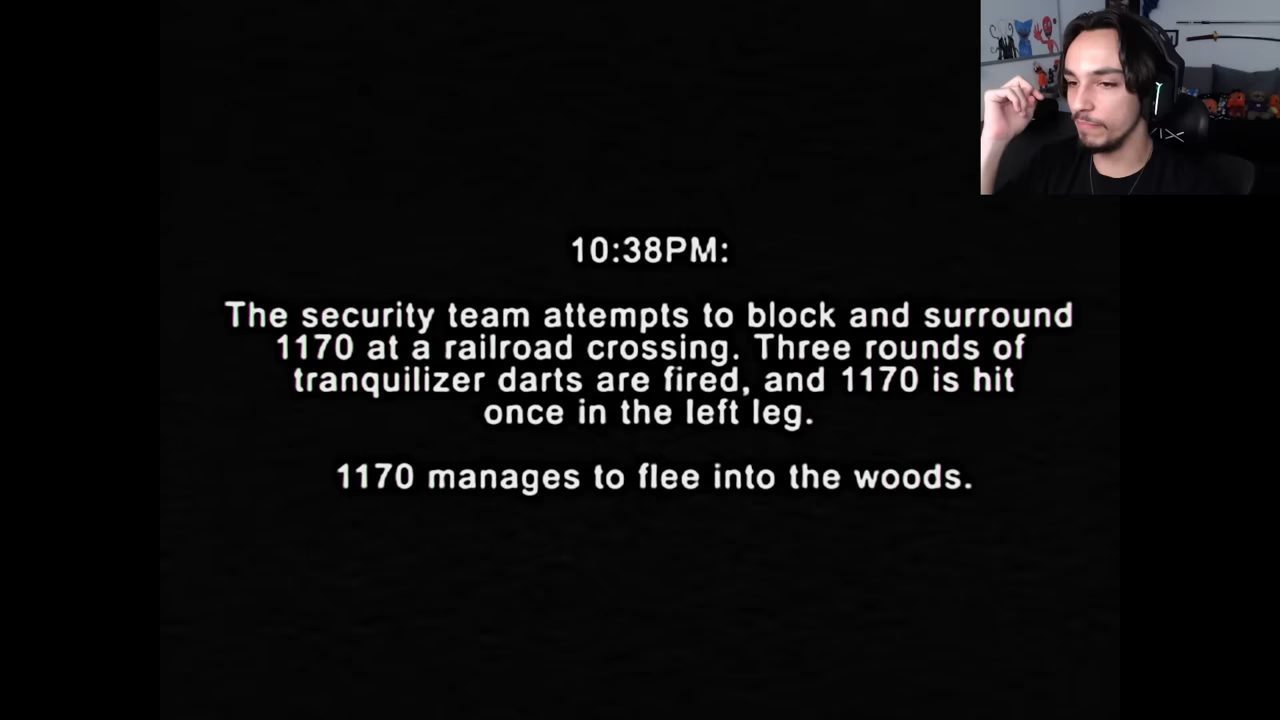 10:38PM:
The security team attempts to block and surround
1170 at a railroad crossing. Three rounds of
tranquilizer darts are fired, and 1170 is hit
once in the left leg.
1170 manages to flee into the woods.